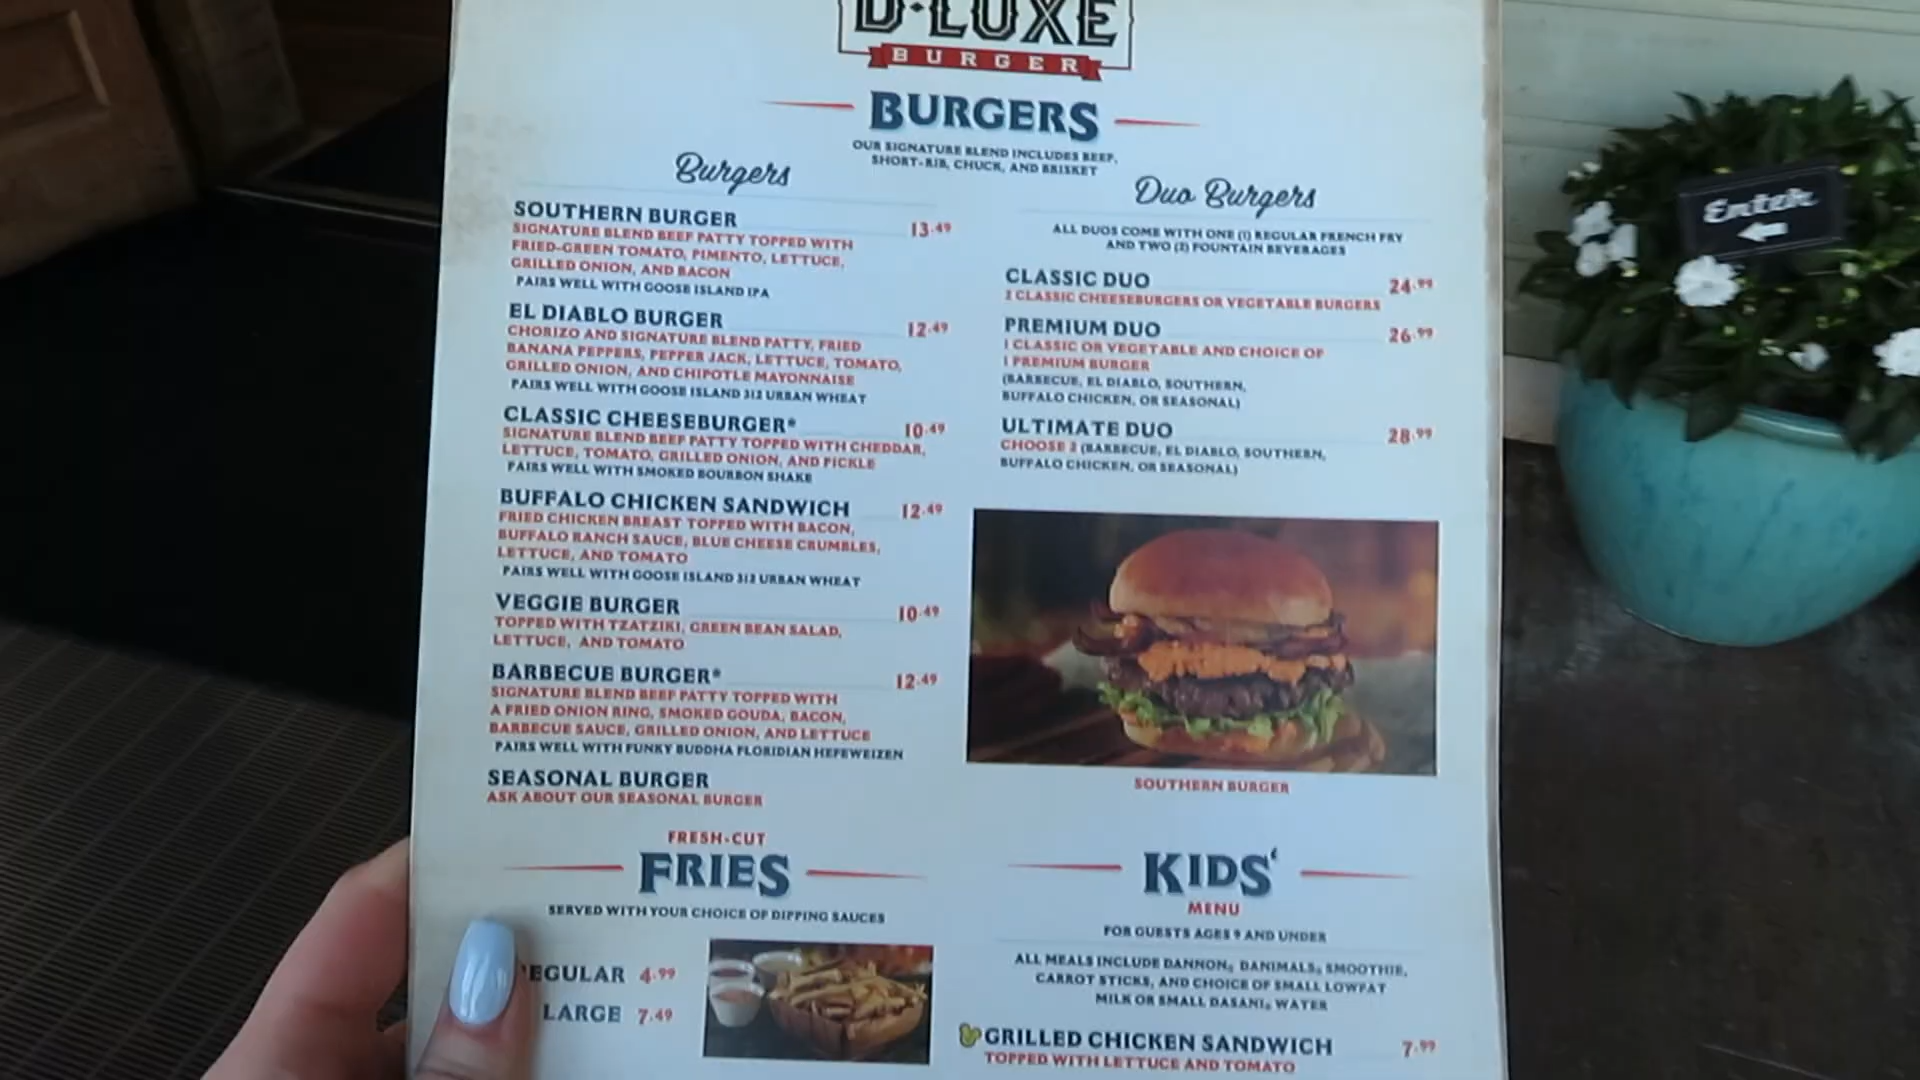 D·LUXE
BURGER
BURGERS
OUR SIGNATURE BLEND INCLUDES BEEF,
SHORT-RIB, CHUCK, AND BRISKET
Burgers
SOUTHERN BURGER 13.49
SIGNATURE BLEND BEEF PATTY TOPPED WITH
FRIED-GREEN TOMATO, PIMENTO, LETTUCE,
GRILLED ONION, AND BACON
PAIRS WELL WITH GOOSE ISLAND IPA
EL DIABLO BURGER 12.49
CHORIZO AND SIGNATURE BLEND PATTY, FRIED
BANANA PEPPERS, PEPPER JACK, LETTUCE, TOMATO,
GRILLED ONION, AND CHIPOTLE MAYONNAISE
PAIRS WELL WITH GOOSE ISLAND 312 URBAN WHEAT
CLASSIC CHEESEBURGER* 10.49
SIGNATURE BLEND BEEF PATTY TOPPED WITH CHEDDAR,
LETTUCE, TOMATO, GRILLED ONION, AND PICKLE
PAIRS WELL WITH SMOKED BOURBON SHAKE
BUFFALO CHICKEN SANDWICH 12.49
FRIED CHICKEN BREAST TOPPED WITH BACON,
BUFFALO RANCH SAUCE, BLUE CHEESE CRUMBLES,
LETTUCE, AND TOMATO
PAIRS WELL WITH GOOSE ISLAND 312 URBAN WHEAT
VEGGIE BURGER 10.49
TOPPED WITH TZATZIKI, GREEN BEAN SALAD,
LETTUCE, AND TOMATO
BARBECUE BURGER* 12.49
SIGNATURE BLEND BEEF PATTY TOPPED WITH
A FRIED ONION RING, SMOKED GOUDA, BACON,
BARBECUE SAUCE, GRILLED ONION, AND LETTUCE
PAIRS WELL WITH FUNKY BUDDHA FLORIDIAN HEFEWEIZEN
SEASONAL BURGER
ASK ABOUT OUR SEASONAL BURGER
Duo Burgers
ALL DUOS COME WITH ONE (1) REGULAR FRENCH FRY
AND TWO (2) FOUNTAIN BEVERAGES
CLASSIC DUO 24.99
2 CLASSIC CHEESEBURGERS OR VEGETABLE BURGERS
PREMIUM DUO 26.99
1 CLASSIC OR VEGETABLE AND CHOICE OF
1 PREMIUM BURGER
(BARBECUE, EL DIABLO, SOUTHERN,
BUFFALO CHICKEN, OR SEASONAL)
ULTIMATE DUO 28.99
CHOOSE 2 (BARBECUE, EL DIABLO, SOUTHERN,
BUFFALO CHICKEN, OR SEASONAL)
SOUTHERN BURGER
FRESH-CUT
FRIES
SERVED WITH YOUR CHOICE OF DIPPING SAUCES
REGULAR 4.99
LARGE 7.49
KIDS'
MENU
FOR GUESTS AGES 9 AND UNDER
ALL MEALS INCLUDE DANNON® DANIMALS® SMOOTHIE,
CARROT STICKS, AND CHOICE OF SMALL LOWFAT
MILK OR SMALL DASANI® WATER
GRILLED CHICKEN SANDWICH 7.99
TOPPED WITH LETTUCE AND TOMATO
Enter